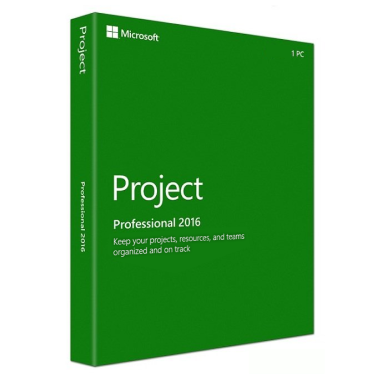 Project
Professional 2016
Microsoft
1 PC
Project
Professional 2016
Keep your projects, resources, and teams
organized and on track